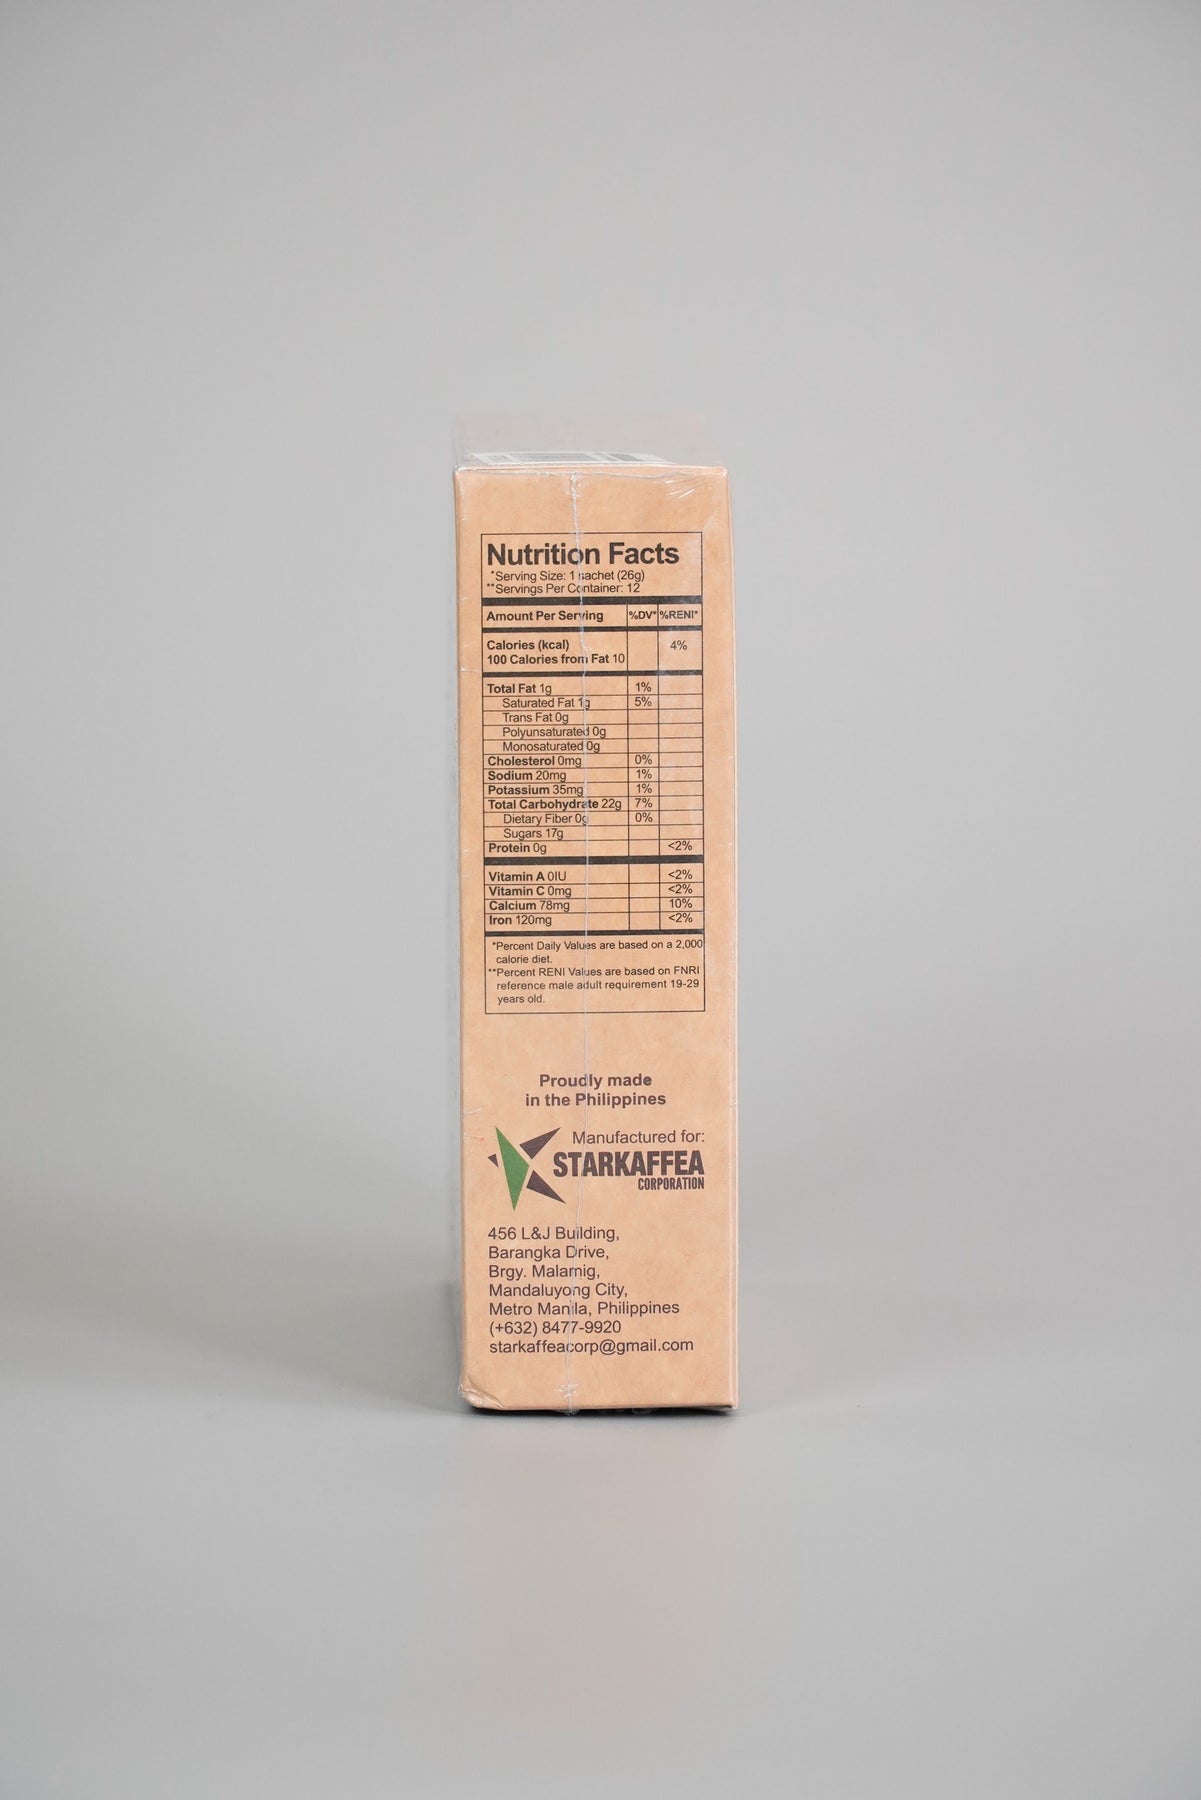 Nutrition Facts
*Serving Size: 1 sachet (26g)
**Servings Per Container: 12
Amount Per Serving %DV* %RENI*
Calories (kcal) 4%
100 Calories from Fat 10
Total Fat 1g 1%
Saturated Fat 1g 5%
Trans Fat 0g
Polyunsaturated 0g
Monosaturated 0g
Cholesterol 0mg 0%
Sodium 20mg 1%
Potassium 35mg 1%
Total Carbohydrate 22g 7%
Dietary Fiber 0g 0%
Sugars 17g
Protein 0g <2%
Vitamin A 0IU <2%
Vitamin C 0mg <2%
Calcium 78mg 10%
Iron 120mg <2%
*Percent Daily Values are based on a 2,000
calorie diet.
**Percent RENI Values are based on FNRI
reference male adult requirement 19-29
years old.
Proudly made
in the Philippines
Manufactured for:
STARKAFFEA
CORPORATION
456 L&J Building,
Barangka Drive,
Brgy. Malamig,
Mandaluyong City,
Metro Manila, Philippines
(+632) 8477-9920
starkaffeacorp@gmail.com